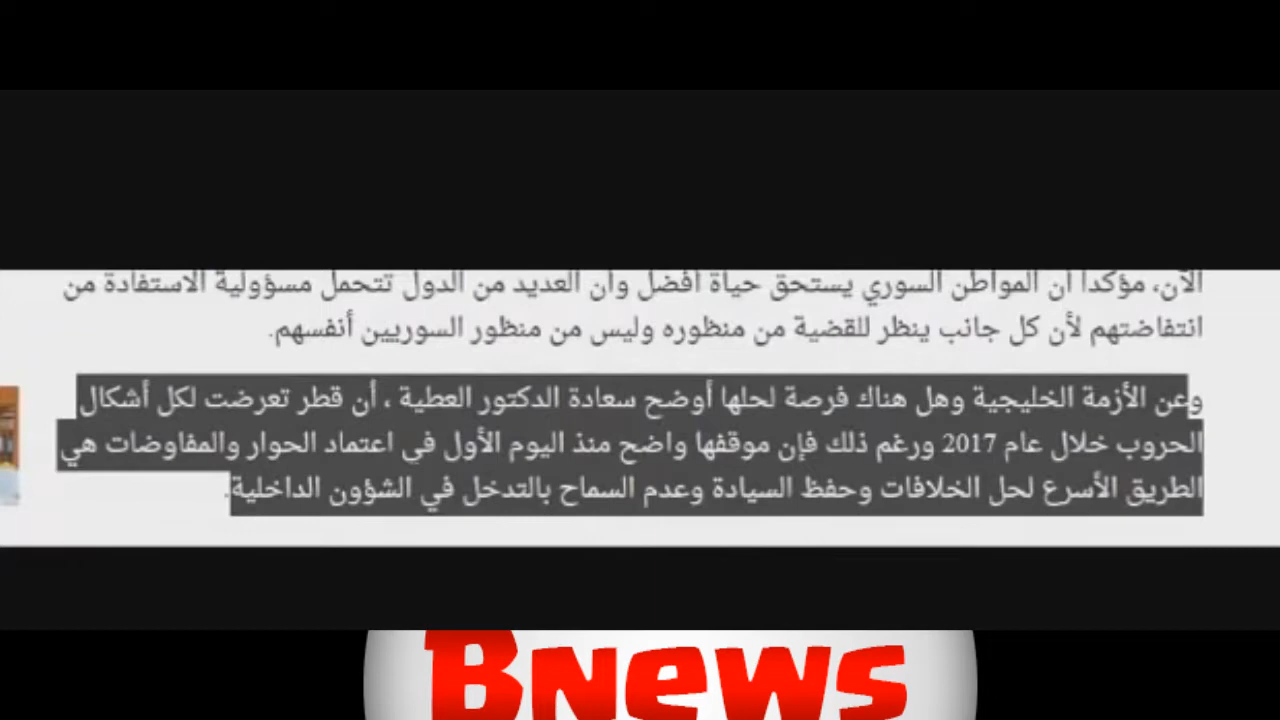 الآن، مؤكدا أن المواطن السوري يستحق حياة أفضل وأن العديد من الدول تتحمل مسؤولية الاستفادة من
انتفاضتهم لأن كل جانب ينظر للقضية من منظوره وليس من منظور السوريين أنفسهم.
وعن الأزمة الخليجية وهل هناك فرصة لحلها أوضح سعادة الدكتور العطية ، أن قطر تعرضت لكل أشكال
الحروب خلال عام 2017 ورغم ذلك فإن موقفها واضح منذ اليوم الأول في اعتماد الحوار والمفاوضات هي
الطريق الأسرع لحل الخلافات وحفظ السيادة وعدم السماح بالتدخل في الشؤون الداخلية.
Bnews